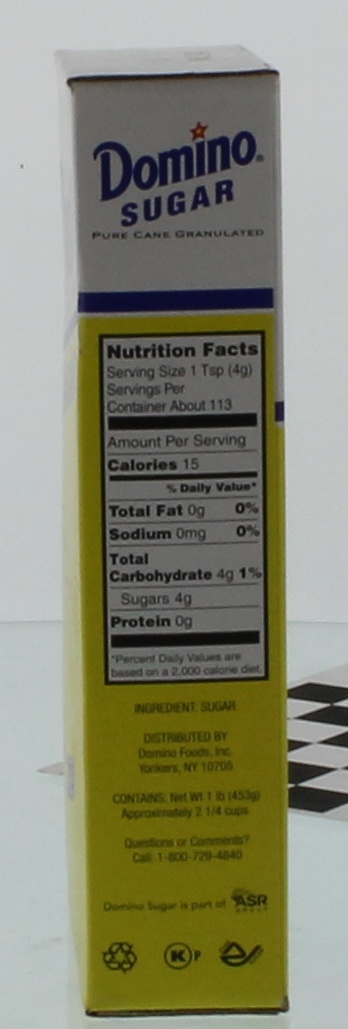 Domino®
SUGAR
PURE CANE GRANULATED
Nutrition Facts
Serving Size 1 Tsp (4g)
Servings Per
Container About 113
Amount Per Serving
Calories 15
% Daily Value*
Total Fat 0g 0%
Sodium 0mg 0%
Total
Carbohydrate 4g 1%
Sugars 4g
Protein 0g
*Percent Daily Values are
based on a 2,000 calorie diet.
INGREDIENT: SUGAR
DISTRIBUTED BY
Domino Foods, Inc.
Yonkers, NY 10705
CONTAINS: Net Wt 1 lb (453g)
Approximately 2 1/4 cups
Questions or Comments?
Call: 1-800-729-4840
Domino Sugar is part of ASR
GROUP
K P